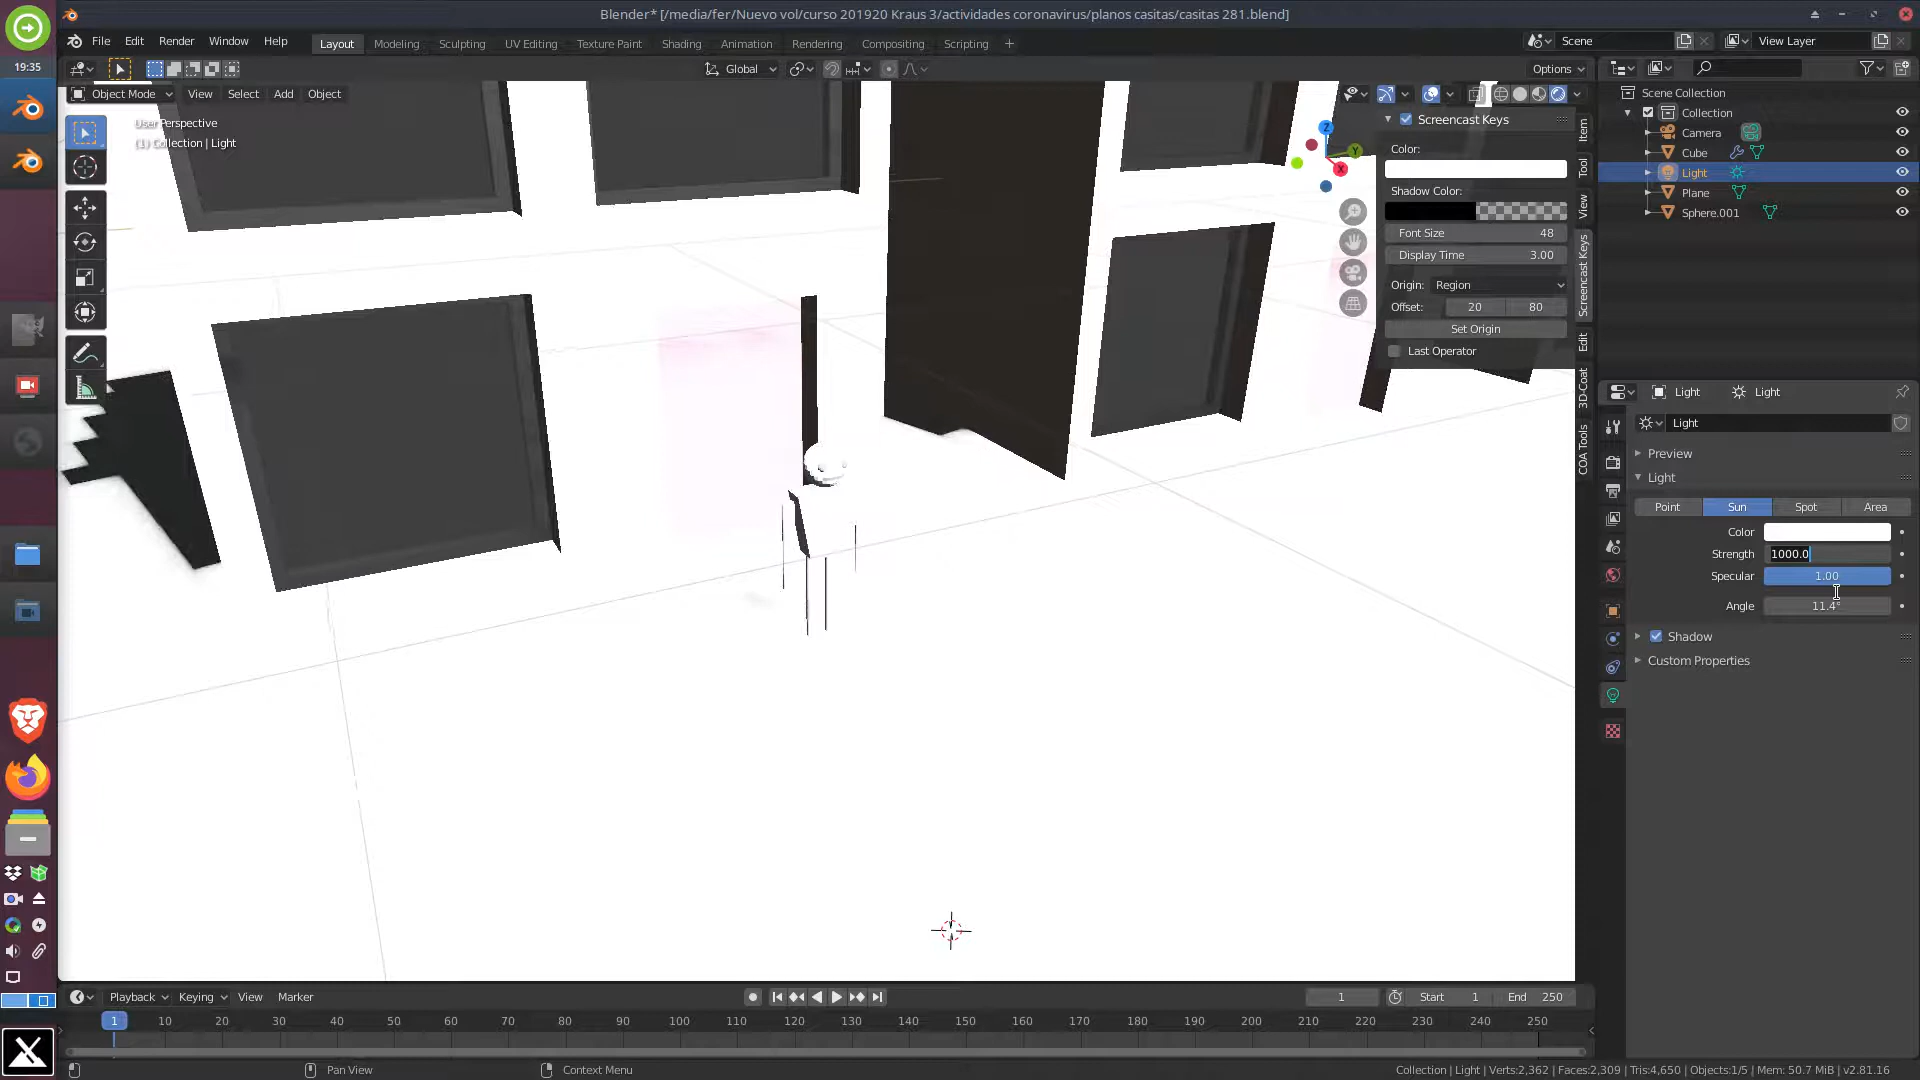 Blender* [/media/fer/Nuevo vol/curso 201920 Kraus 3/actividades coronavirus/planos casitas/casitas 281.blend]
19:35
File Edit Render Window Help
Layout Modeling Sculpting UV Editing Texture Paint Shading Animation Rendering Compositing Scripting +
Scene
View Layer
Global
Options
Object Mode View Select Add Object
User Perspective
(1) Collection | Light
Screencast Keys
Color:
Shadow Color:
Font Size 48
Display Time 3.00
Origin: Region
Offset: 20 80
Set Origin
Last Operator
Z
Y
X
Item
Tool
View
Screencast Keys
Edit
3D-Coat
COA Tools
Scene Collection
Collection
Camera
Cube
Light
Plane
Sphere.001
Light Light
Light
Preview
Light
Point Sun Spot Area
Color
Strength 1000.0
Specular 1.00
Angle 11.4°
Shadow
Custom Properties
Playback Keying View Marker
1 Start 1 End 250
1 10 20 30 40 50 60 70 80 90 100 110 120 130 140 150 160 170 180 190 200 210 220 230 240 250
Pan View
Context Menu
Collection | Light | Verts:2,362 | Faces:2,309 | Tris:4,650 | Objects:1/5 | Mem: 50.7 MiB | v2.81.16